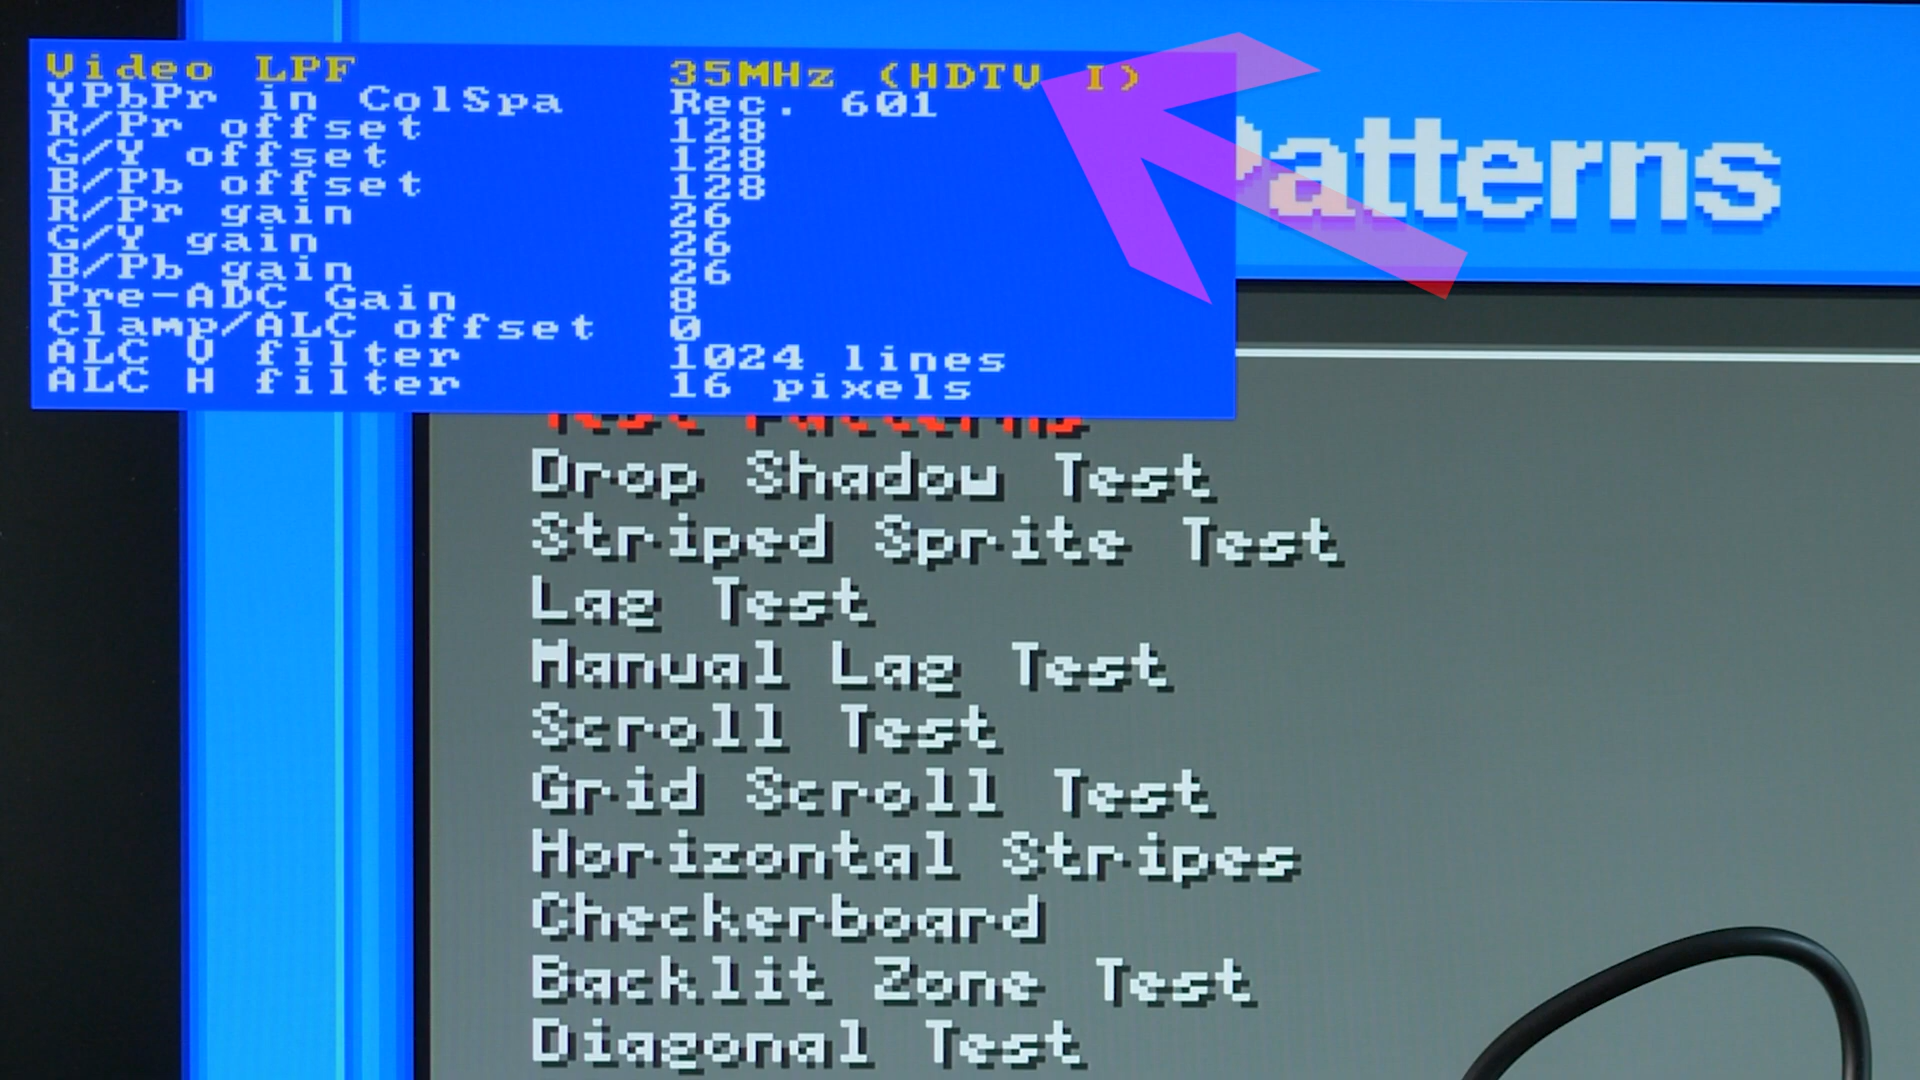 Video LPF 35MHz (HDTV I)
YPbPr in ColSpa Rec. 601
R/Pr offset 128
G/Y offset 128
B/Pb offset 128
R/Pr gain 26
G/Y gain 26
B/Pb gain 26
Pre-ADC Gain 8
Clamp/ALC offset 0
ALC V filter 1024 lines
ALC H filter 16 pixels
Patterns
Test Patterns
Drop Shadow Test
Striped Sprite Test
Lag Test
Manual Lag Test
Scroll Test
Grid Scroll Test
Horizontal Stripes
Checkerboard
Backlit Zone Test
Diagonal Test